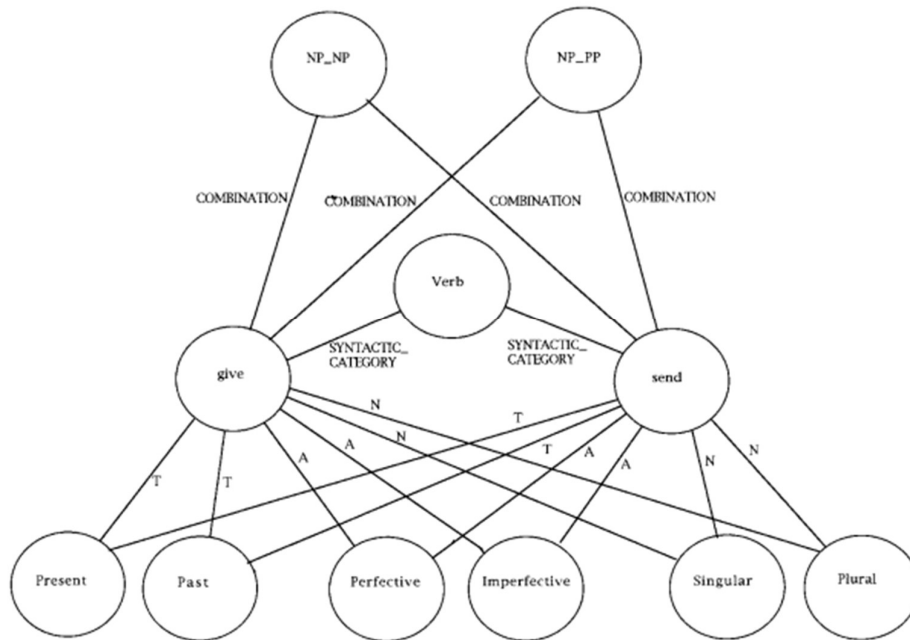 NP_NP
NP_PP
COMBINATION
COMBINATION
COMBINATION
COMBINATION
Verb
SYNTACTIC_
CATEGORY
SYNTACTIC_
CATEGORY
give
send
N
T
N
A
A
T
A
A
N
N
T
T
Present
Past
Perfective
Imperfective
Singular
Plural